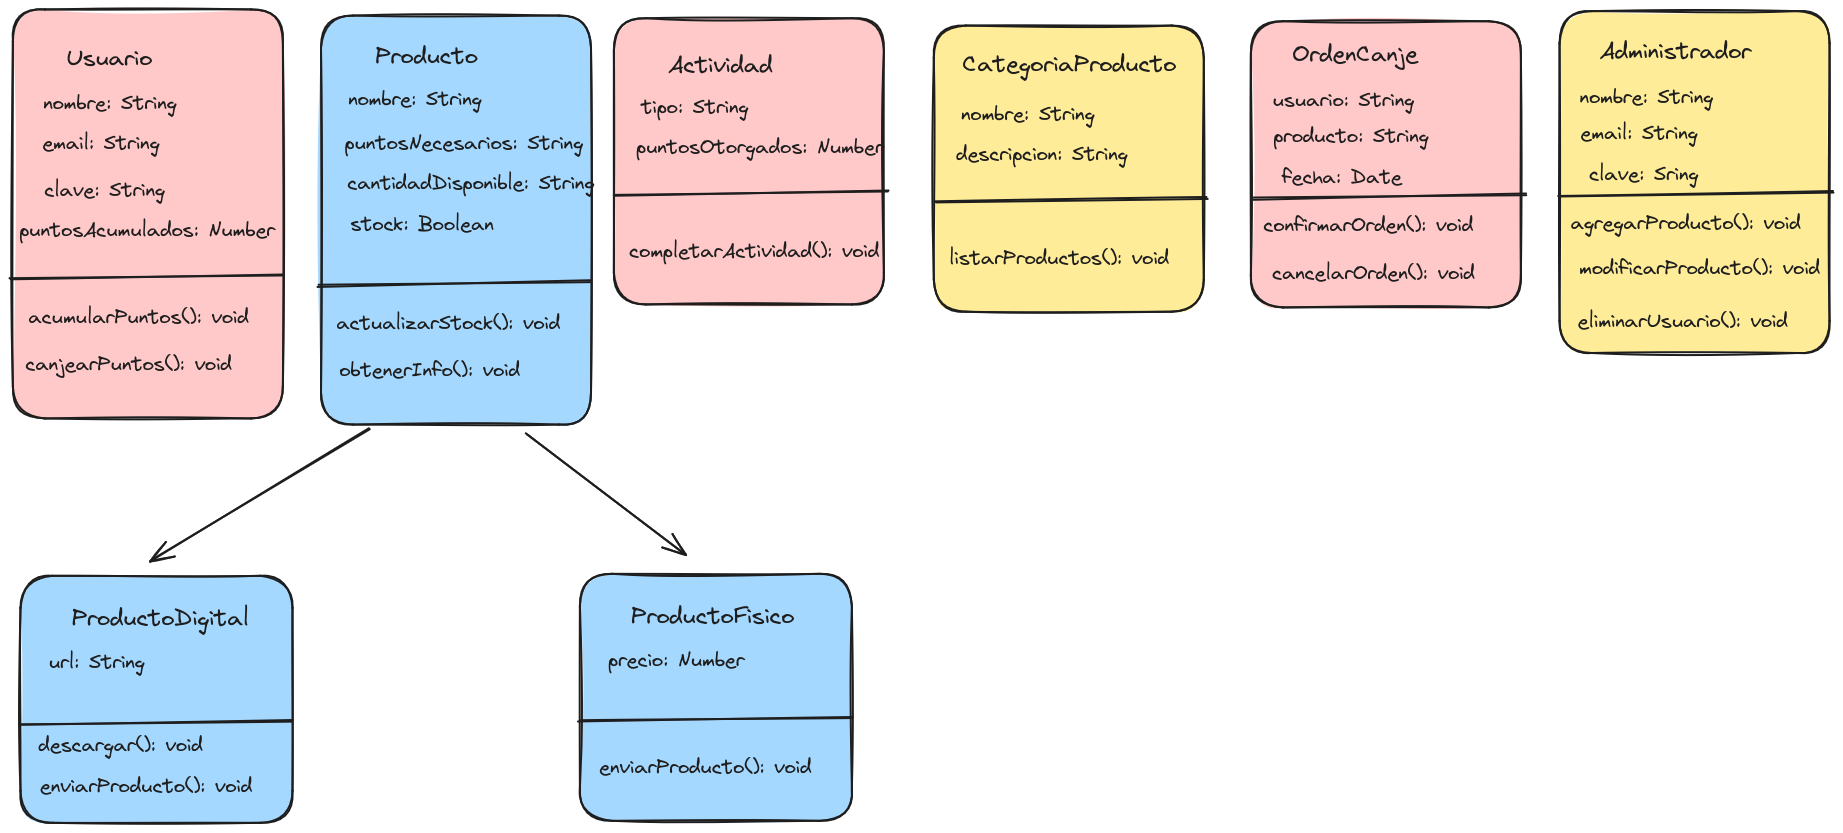 Usuario
nombre: String
email: String
clave: String
puntosAcumulados: Number
acumularPuntos(): void
canjearPuntos(): void
Producto
nombre: String
puntosNecesarios: String
cantidadDisponible: String
stock: Boolean
actualizarStock(): void
obtenerInfo(): void
Actividad
tipo: String
puntosOtorgados: Number
completarActividad(): void
CategoriaProducto
nombre: String
descripcion: String
listarProductos(): void
OrdenCanje
usuario: String
producto: String
fecha: Date
confirmarOrden(): void
cancelarOrden(): void
Administrador
nombre: String
email: String
clave: Sring
agregarProducto(): void
modificarProducto(): void
eliminarUsuario(): void
ProductoDigital
url: String
descargar(): void
enviarProducto(): void
ProductoFisico
precio: Number
enviarProducto(): void